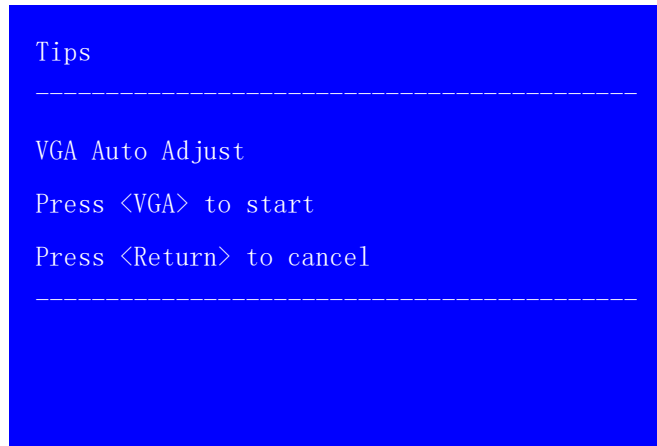 Tips
VGA Auto Adjust
Press <VGA> to start
Press <Return> to cancel